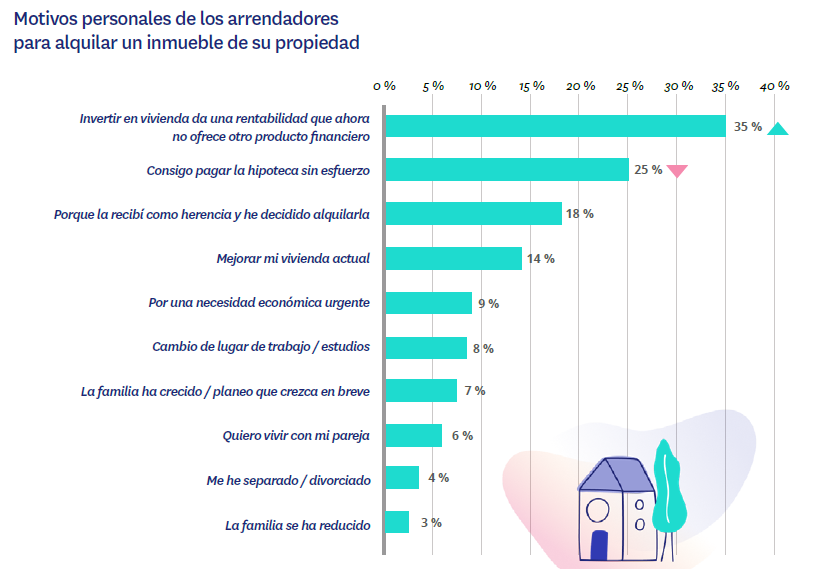 Motivos personales de los arrendadores
para alquilar un inmueble de su propiedad
0 % 5 % 10 % 15 % 20 % 25 % 30 % 35 % 40 %
Invertir en vivienda da una rentabilidad que ahora
no ofrece otro producto financiero
35 %
Consigo pagar la hipoteca sin esfuerzo
25 %
Porque la recibí como herencia y he decidido alquilarla
18 %
Mejorar mi vivienda actual
14 %
Por una necesidad económica urgente
9 %
Cambio de lugar de trabajo / estudios
8 %
La familia ha crecido / planeo que crezca en breve
7 %
Quiero vivir con mi pareja
6 %
Me he separado / divorciado
4 %
La familia se ha reducido
3 %